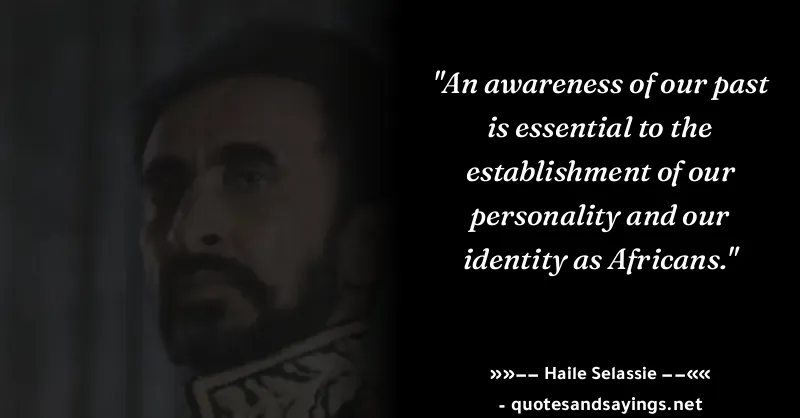 "An awareness of our past
is essential to the
establishment of our
personality and our
identity as Africans."
»»–– Haile Selassie ––««
- quotesandsayings.net